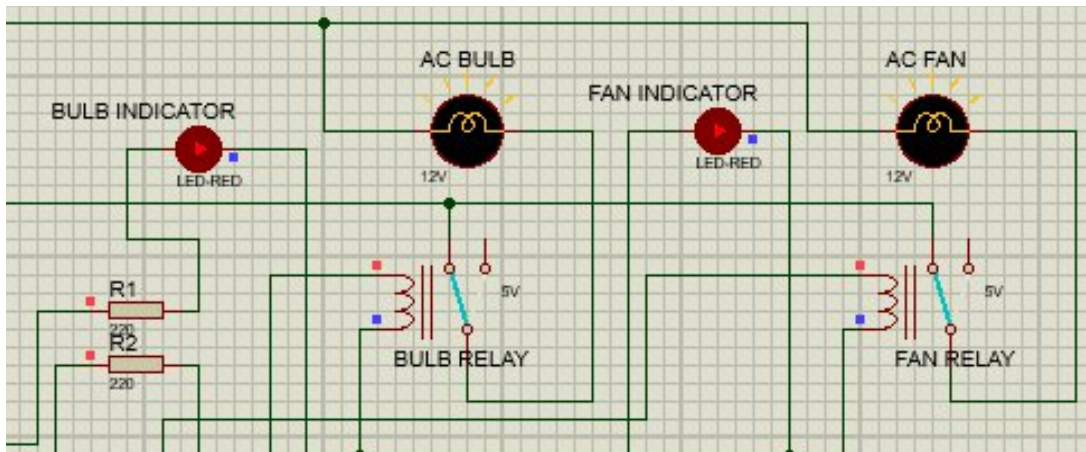 AC BULB
AC FAN
FAN INDICATOR
BULB INDICATOR
12V
12V
LED-RED
LED-RED
R1
220
5V
5V
R2
220
BULB RELAY
FAN RELAY